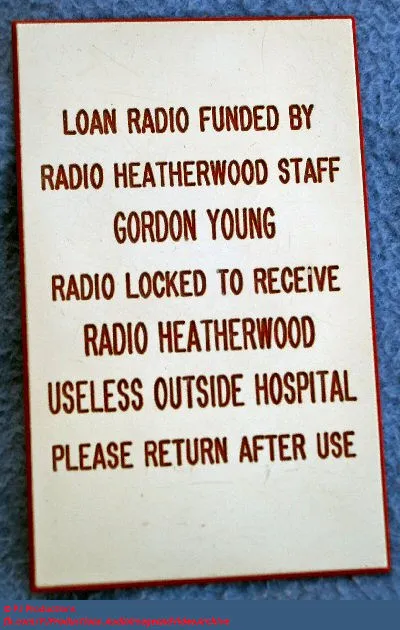 LOAN RADIO FUNDED BY
RADIO HEATHERWOOD STAFF
GORDON YOUNG
RADIO LOCKED TO RECEiVE
RADIO HEATHERWOOD
USELESS OUTSIDE HOSPITAL
PLEASE RETURN AFTER USE